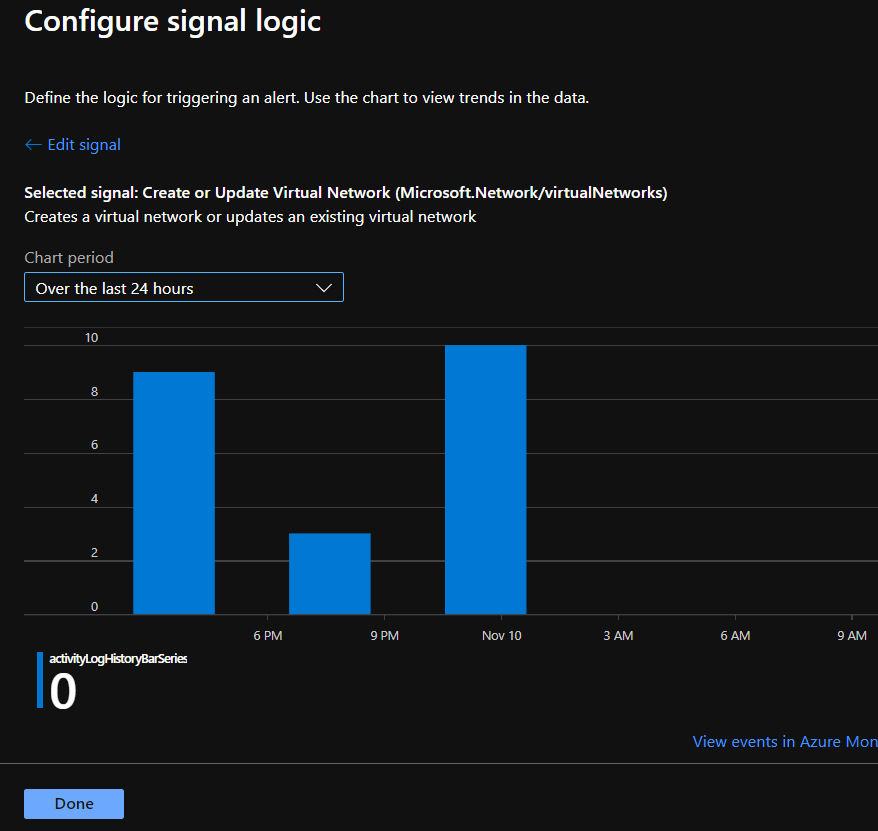 Configure signal logic
Define the logic for triggering an alert. Use the chart to view trends in the data.
← Edit signal
Selected signal: Create or Update Virtual Network (Microsoft.Network/virtualNetworks)
Creates a virtual network or updates an existing virtual network
Chart period
Over the last 24 hours
10
8
6
4
2
0
6 PM 9 PM Nov 10 3 AM 6 AM 9 AM
activityLogHistoryBarSeries
0
View events in Azure Mon
Done